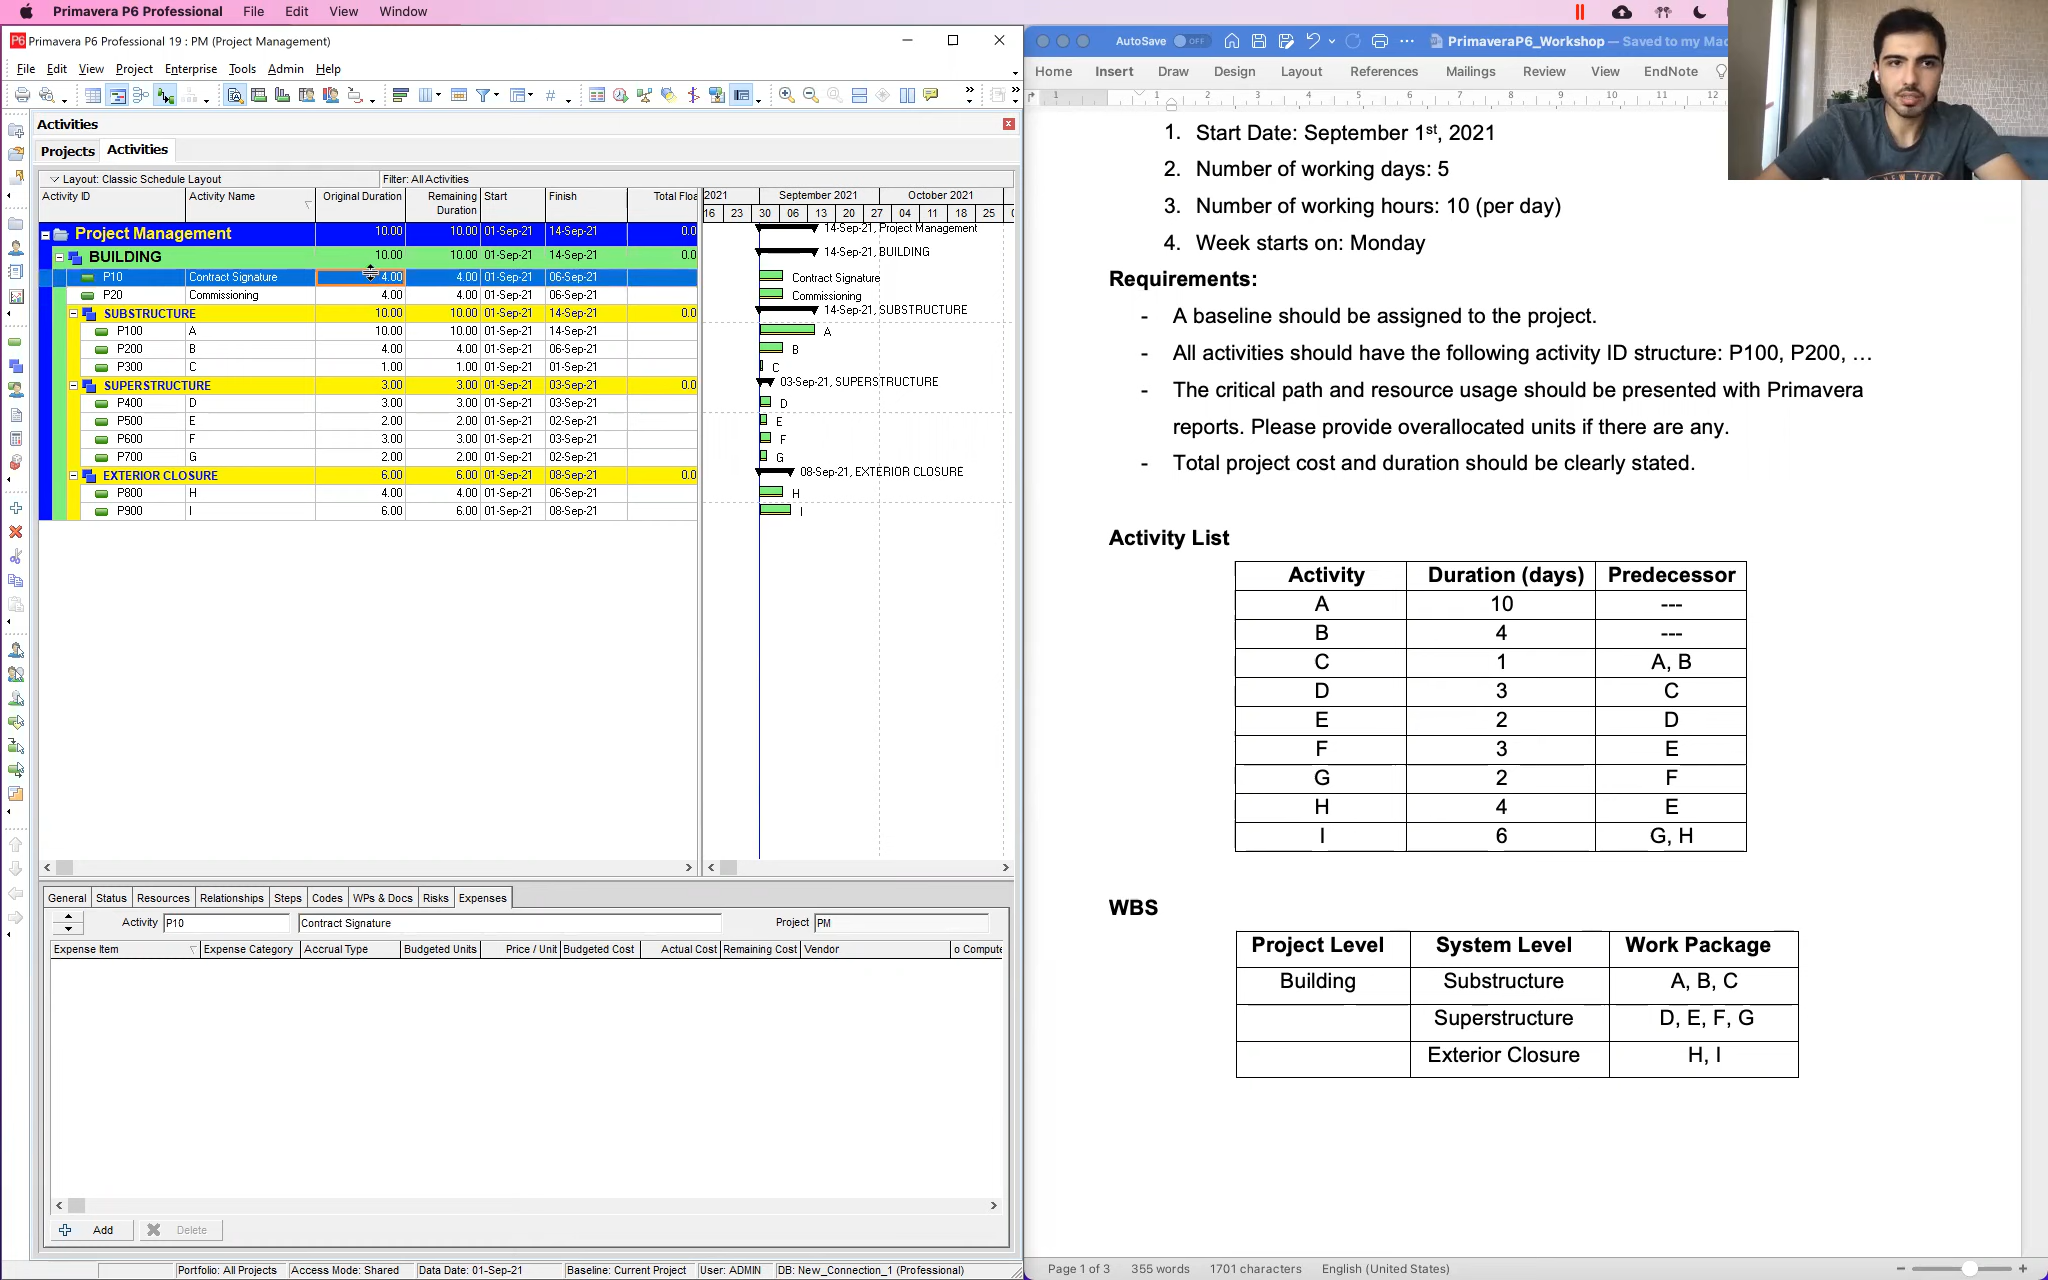 Primavera P6 Professional File Edit View Window
Primavera P6 Professional 19 : PM (Project Management)
File Edit View Project Enterprise Tools Admin Help
Activities
Projects Activities
Layout: Classic Schedule Layout Filter: All Activities
Activity ID Activity Name Original Duration Remaining Duration Start Finish Total Floa
2021 September 2021 October 2021
16 23 30 06 13 20 27 04 11 18 25
Project Management 10.00 10.00 01-Sep-21 14-Sep-21 0.0 14-Sep-21, Project Management
BUILDING 10.00 10.00 01-Sep-21 14-Sep-21 0.0 14-Sep-21, BUILDING
P10 Contract Signature 4.00 4.00 01-Sep-21 06-Sep-21 Contract Signature
P20 Commissioning 4.00 4.00 01-Sep-21 06-Sep-21 Commissioning
SUBSTRUCTURE 10.00 10.00 01-Sep-21 14-Sep-21 0.0 14-Sep-21, SUBSTRUCTURE
P100 A 10.00 10.00 01-Sep-21 14-Sep-21 A
P200 B 4.00 4.00 01-Sep-21 06-Sep-21 B
P300 C 1.00 1.00 01-Sep-21 01-Sep-21 C
SUPERSTRUCTURE 3.00 3.00 01-Sep-21 03-Sep-21 0.0 03-Sep-21, SUPERSTRUCTURE
P400 D 3.00 3.00 01-Sep-21 03-Sep-21 D
P500 E 2.00 2.00 01-Sep-21 02-Sep-21 E
P600 F 3.00 3.00 01-Sep-21 03-Sep-21 F
P700 G 2.00 2.00 01-Sep-21 02-Sep-21 G
EXTERIOR CLOSURE 6.00 6.00 01-Sep-21 08-Sep-21 0.0 08-Sep-21, EXTERIOR CLOSURE
P800 H 4.00 4.00 01-Sep-21 06-Sep-21 H
P900 I 6.00 6.00 01-Sep-21 08-Sep-21 I
General Status Resources Relationships Steps Codes WPs & Docs Risks Expenses
Activity P10 Contract Signature Project PM
Expense Item Expense Category Accrual Type Budgeted Units Price / Unit Budgeted Cost Actual Cost Remaining Cost Vendor o Compute
Add Delete
Portfolio: All Projects Access Mode: Shared Data Date: 01-Sep-21 Baseline: Current Project User: ADMIN DB: New_Connection_1 (Professional)
AutoSave OFF PrimaveraP6_Workshop — Saved to my Mac
Home Insert Draw Design Layout References Mailings Review View EndNote
1 1 2 3 4 5 6 7 8 9 10 11 12
1. Start Date: September 1st, 2021
2. Number of working days: 5
3. Number of working hours: 10 (per day)
4. Week starts on: Monday
Requirements:
- A baseline should be assigned to the project.
- All activities should have the following activity ID structure: P100, P200, …
- The critical path and resource usage should be presented with Primavera
reports. Please provide overallocated units if there are any.
- Total project cost and duration should be clearly stated.
Activity List
Activity Duration (days) Predecessor
A 10 ---
B 4 ---
C 1 A, B
D 3 C
E 2 D
F 3 E
G 2 F
H 4 E
I 6 G, H
WBS
Project Level System Level Work Package
Building Substructure A, B, C
Superstructure D, E, F, G
Exterior Closure H, I
Page 1 of 3 355 words 1701 characters English (United States)